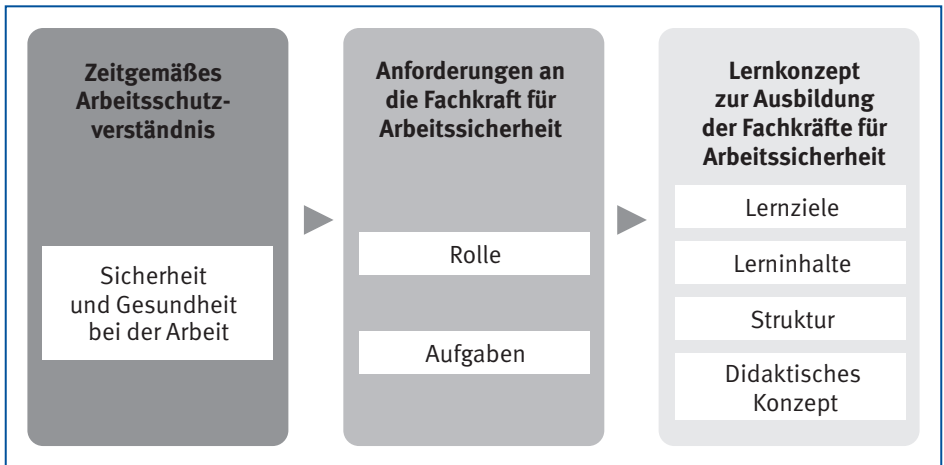 Zeitgemäßes
Arbeitsschutz-
verständnis
Sicherheit
und Gesundheit
bei der Arbeit
Anforderungen an
die Fachkraft für
Arbeitssicherheit
Rolle
Aufgaben
Lernkonzept
zur Ausbildung
der Fachkräfte für
Arbeitssicherheit
Lernziele
Lerninhalte
Struktur
Didaktisches
Konzept